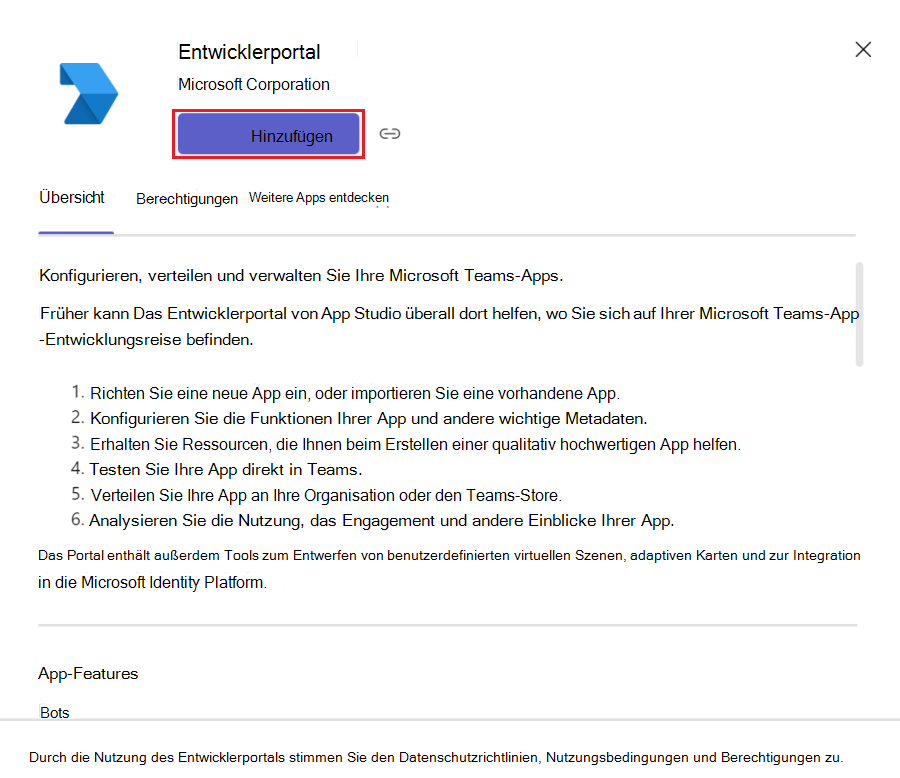 Entwicklerportal
Microsoft Corporation
Hinzufügen
Übersicht Berechtigungen Weitere Apps entdecken
Konfigurieren, verteilen und verwalten Sie Ihre Microsoft Teams-Apps.
Früher kann Das Entwicklerportal von App Studio überall dort helfen, wo Sie sich auf Ihrer Microsoft Teams-App
-Entwicklungsreise befinden.
1. Richten Sie eine neue App ein, oder importieren Sie eine vorhandene App.
2. Konfigurieren Sie die Funktionen Ihrer App und andere wichtige Metadaten.
3. Erhalten Sie Ressourcen, die Ihnen beim Erstellen einer qualitativ hochwertigen App helfen.
4. Testen Sie Ihre App direkt in Teams.
5. Verteilen Sie Ihre App an Ihre Organisation oder den Teams-Store.
6. Analysieren Sie die Nutzung, das Engagement und andere Einblicke Ihrer App.
Das Portal enthält außerdem Tools zum Entwerfen von benutzerdefinierten virtuellen Szenen, adaptiven Karten und zur Integration
in die Microsoft Identity Platform.
App-Features
Bots
Durch die Nutzung des Entwicklerportals stimmen Sie den Datenschutzrichtlinien, Nutzungsbedingungen und Berechtigungen zu.